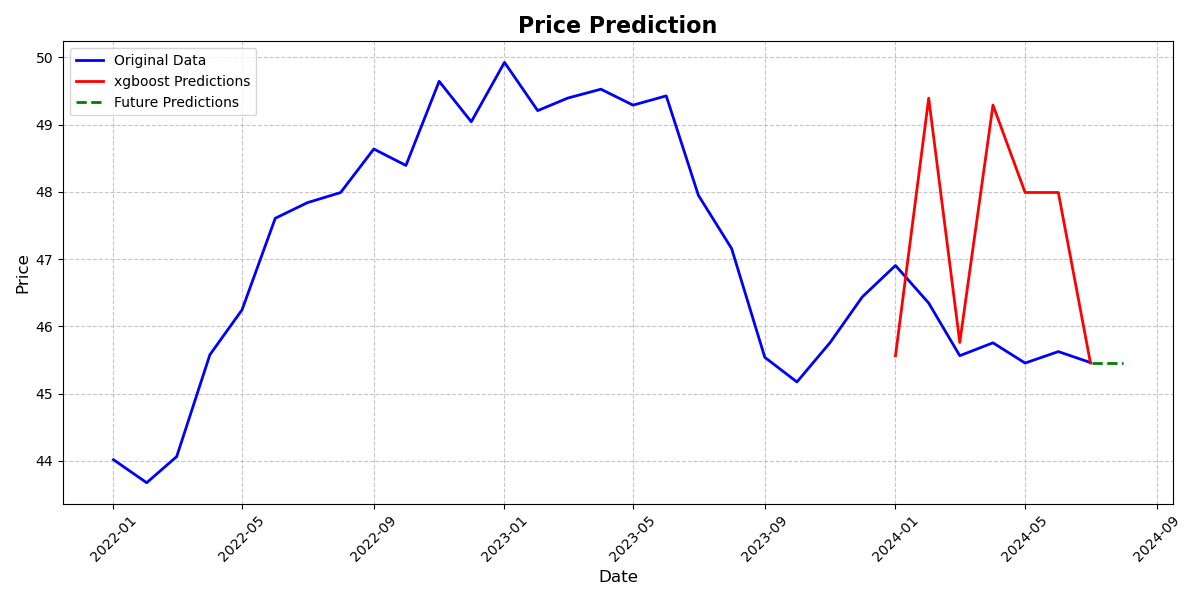 Price Prediction
Original Data
xgboost Predictions
Future Predictions
Price
50
49
48
47
46
45
44
2022-01
2022-05
2022-09
2023-01
2023-05
2023-09
2024-01
2024-05
2024-09
Date